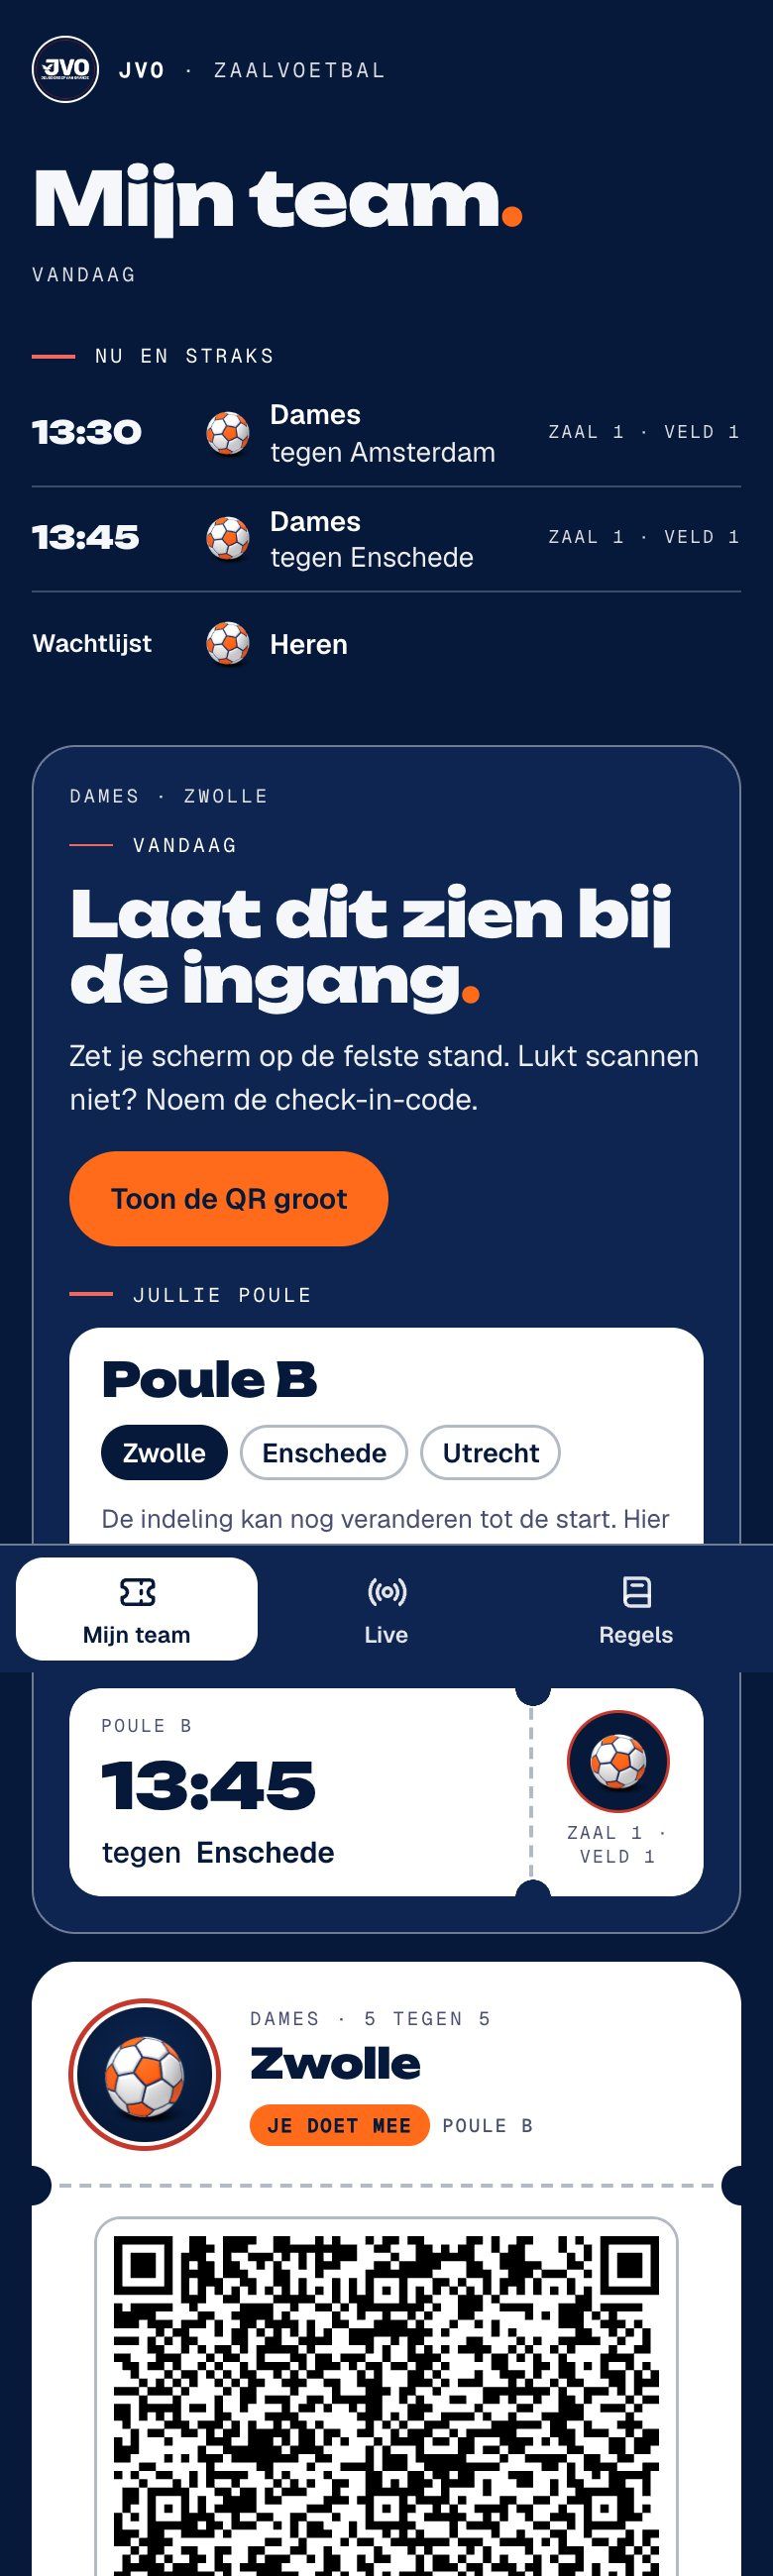 JVO
JVO · ZAALVOETBAL
Mijn team.
VANDAAG
NU EN STRAKS
13:30
Dames
tegen Amsterdam
ZAAL 1 · VELD 1
13:45
Dames
tegen Enschede
ZAAL 1 · VELD 1
Wachtlijst
Heren
DAMES · ZWOLLE
VANDAAG
Laat dit zien bij
de ingang.
Zet je scherm op de felste stand. Lukt scannen
niet? Noem de check-in-code.
Toon de QR groot
JULLIE POULE
Poule B
Zwolle
Enschede
Utrecht
De indeling kan nog veranderen tot de start. Hier
Mijn team
Live
Regels
POULE B
13:45
tegen Enschede
ZAAL 1 ·
VELD 1
DAMES · 5 TEGEN 5
Zwolle
JE DOET MEE
POULE B